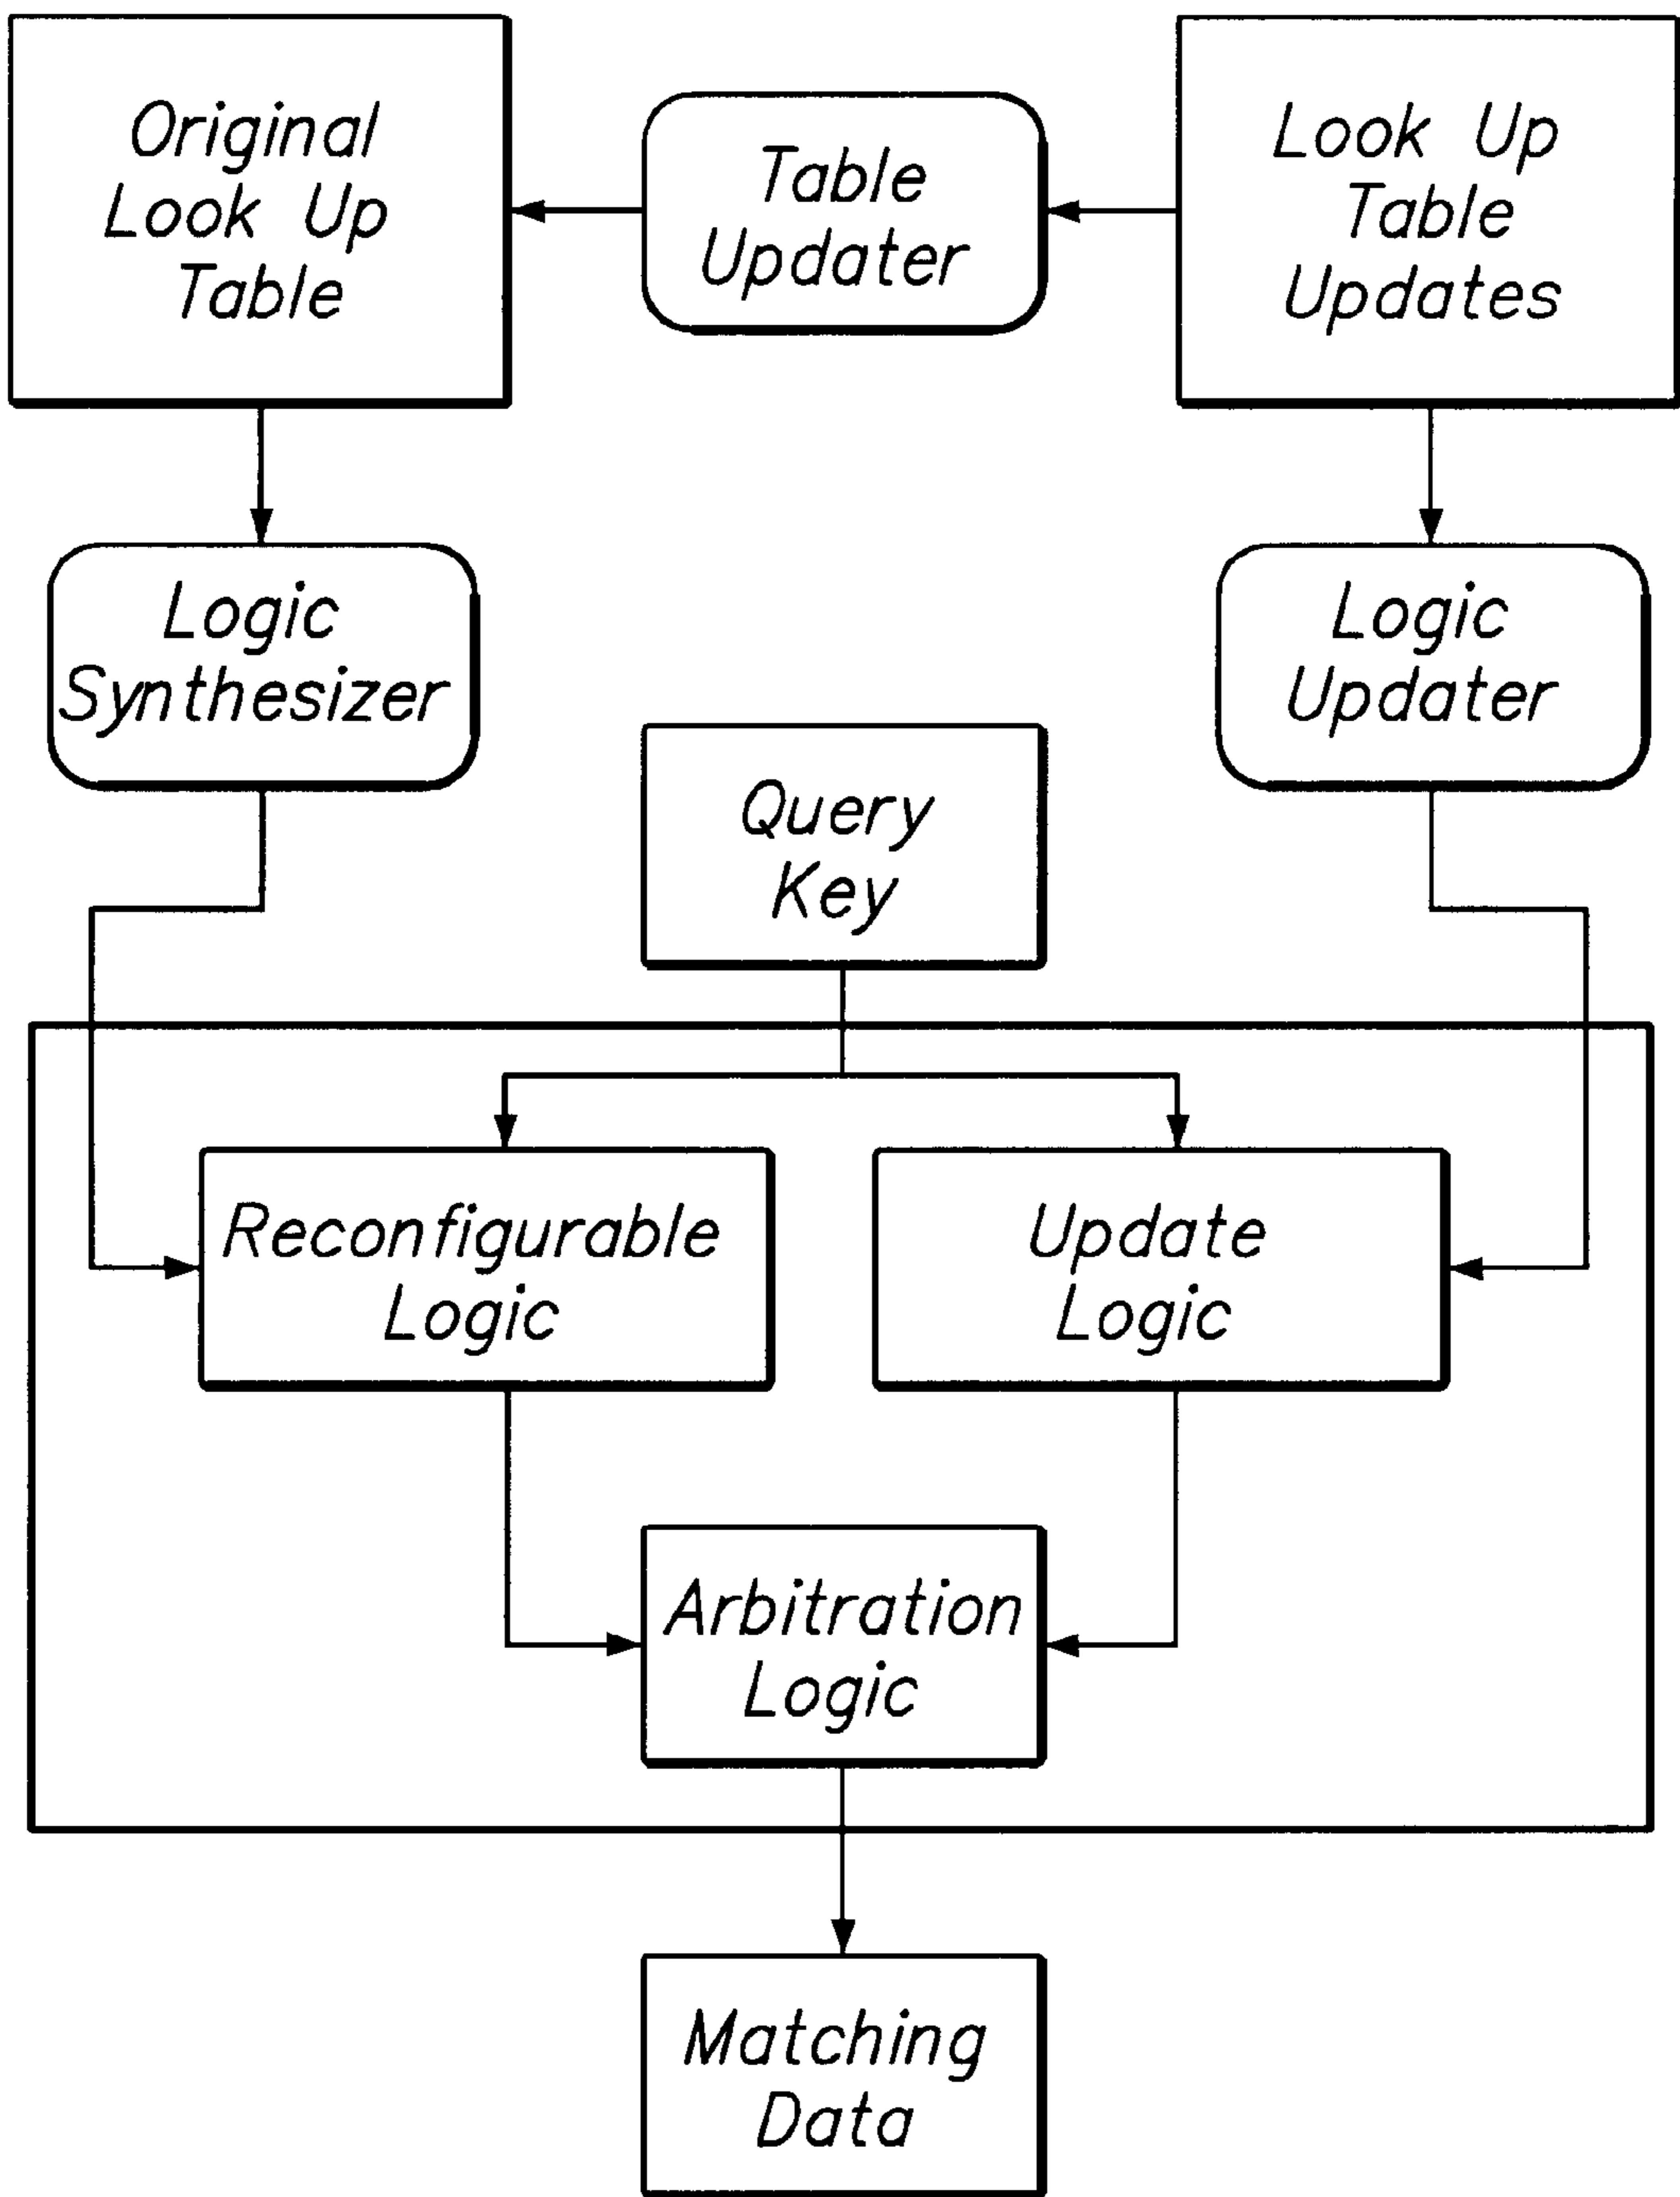 Original
Look Up
Table
Table
Updater
Look Up
Table
Updates
Logic
Synthesizer
Logic
Updater
Query
Key
Reconfigurable
Logic
Update
Logic
Arbitration
Logic
Matching
Data